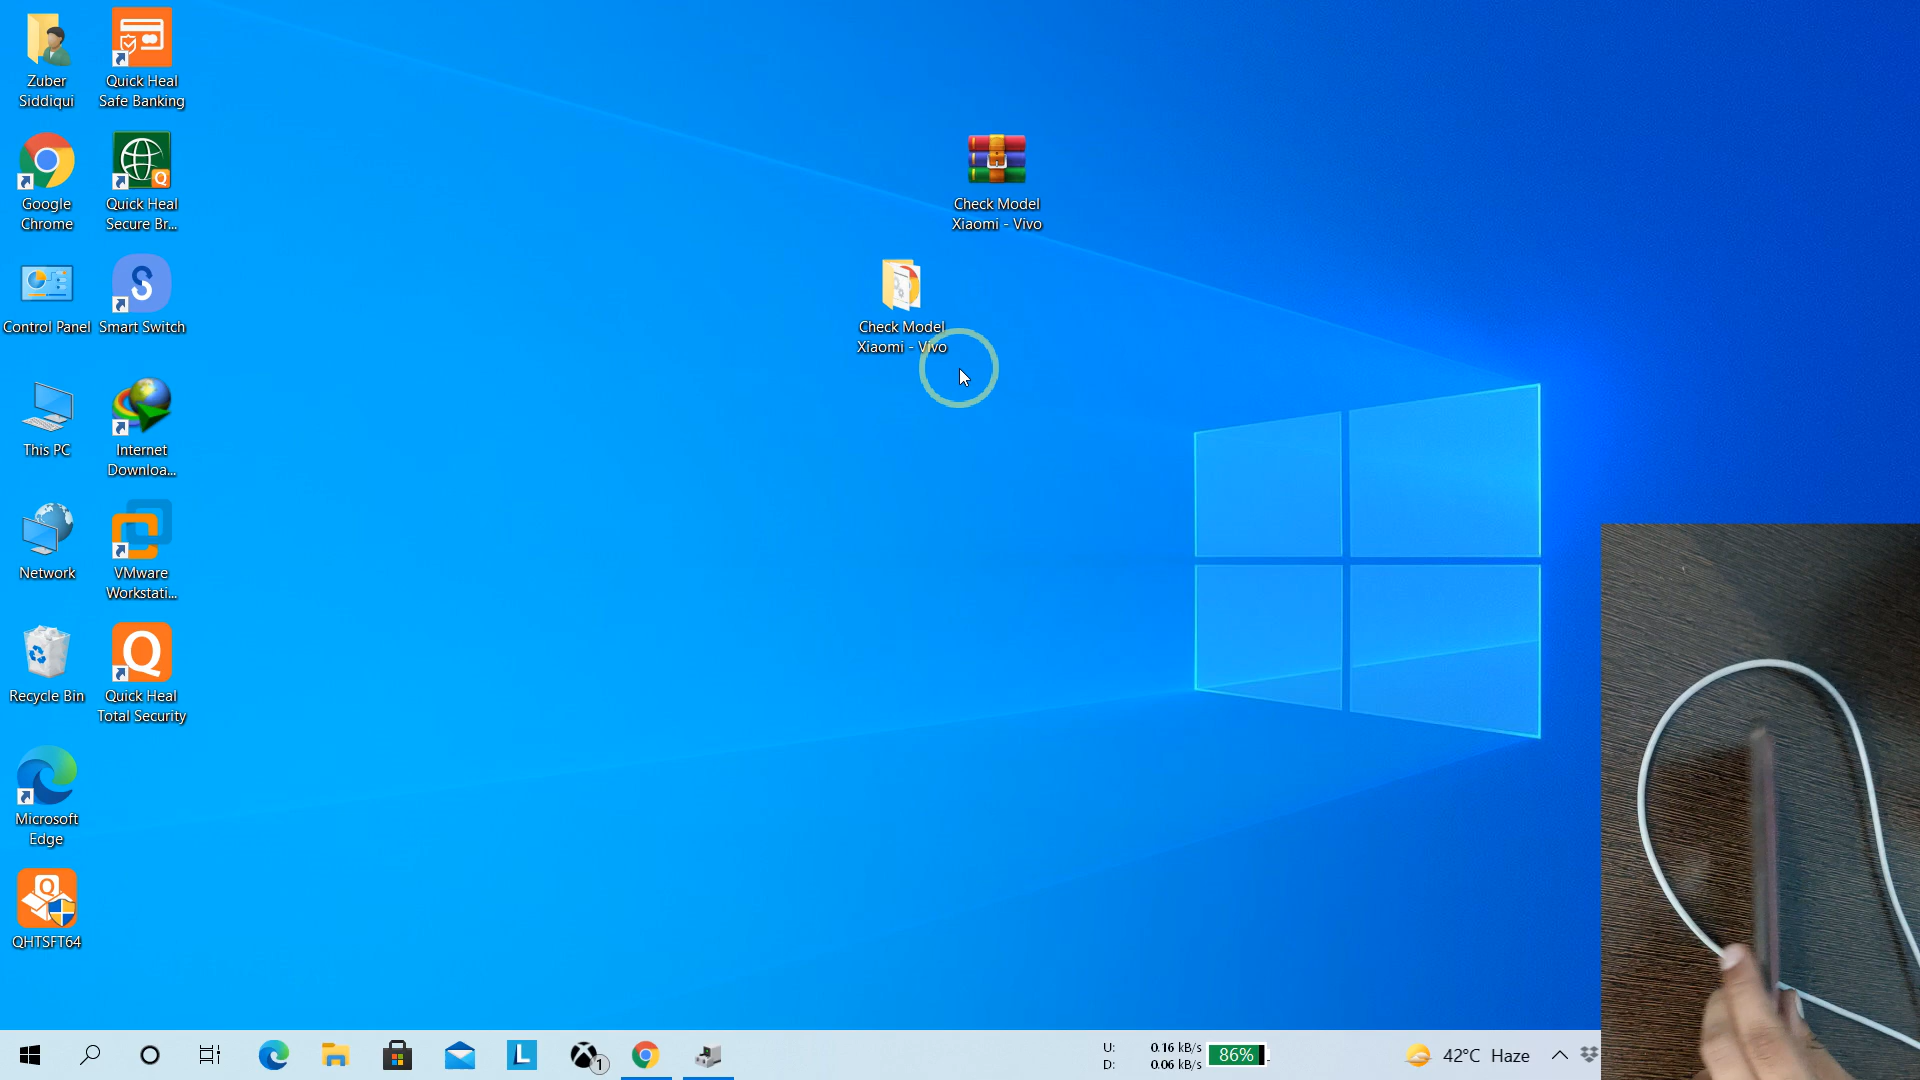 Zuber
Siddiqui
Quick Heal
Safe Banking
Google
Chrome
Quick Heal
Secure Br...
Control Panel
Smart Switch
This PC
Internet
Downloa...
Network
VMware
Workstati...
Recycle Bin
Quick Heal
Total Security
Microsoft
Edge
QHTSFT64
Check Model
Xiaomi - Vivo
Check Model
Xiaomi - Vivo
1
U: 0.16 kB/s
D: 0.06 kB/s
86%
42°C Haze